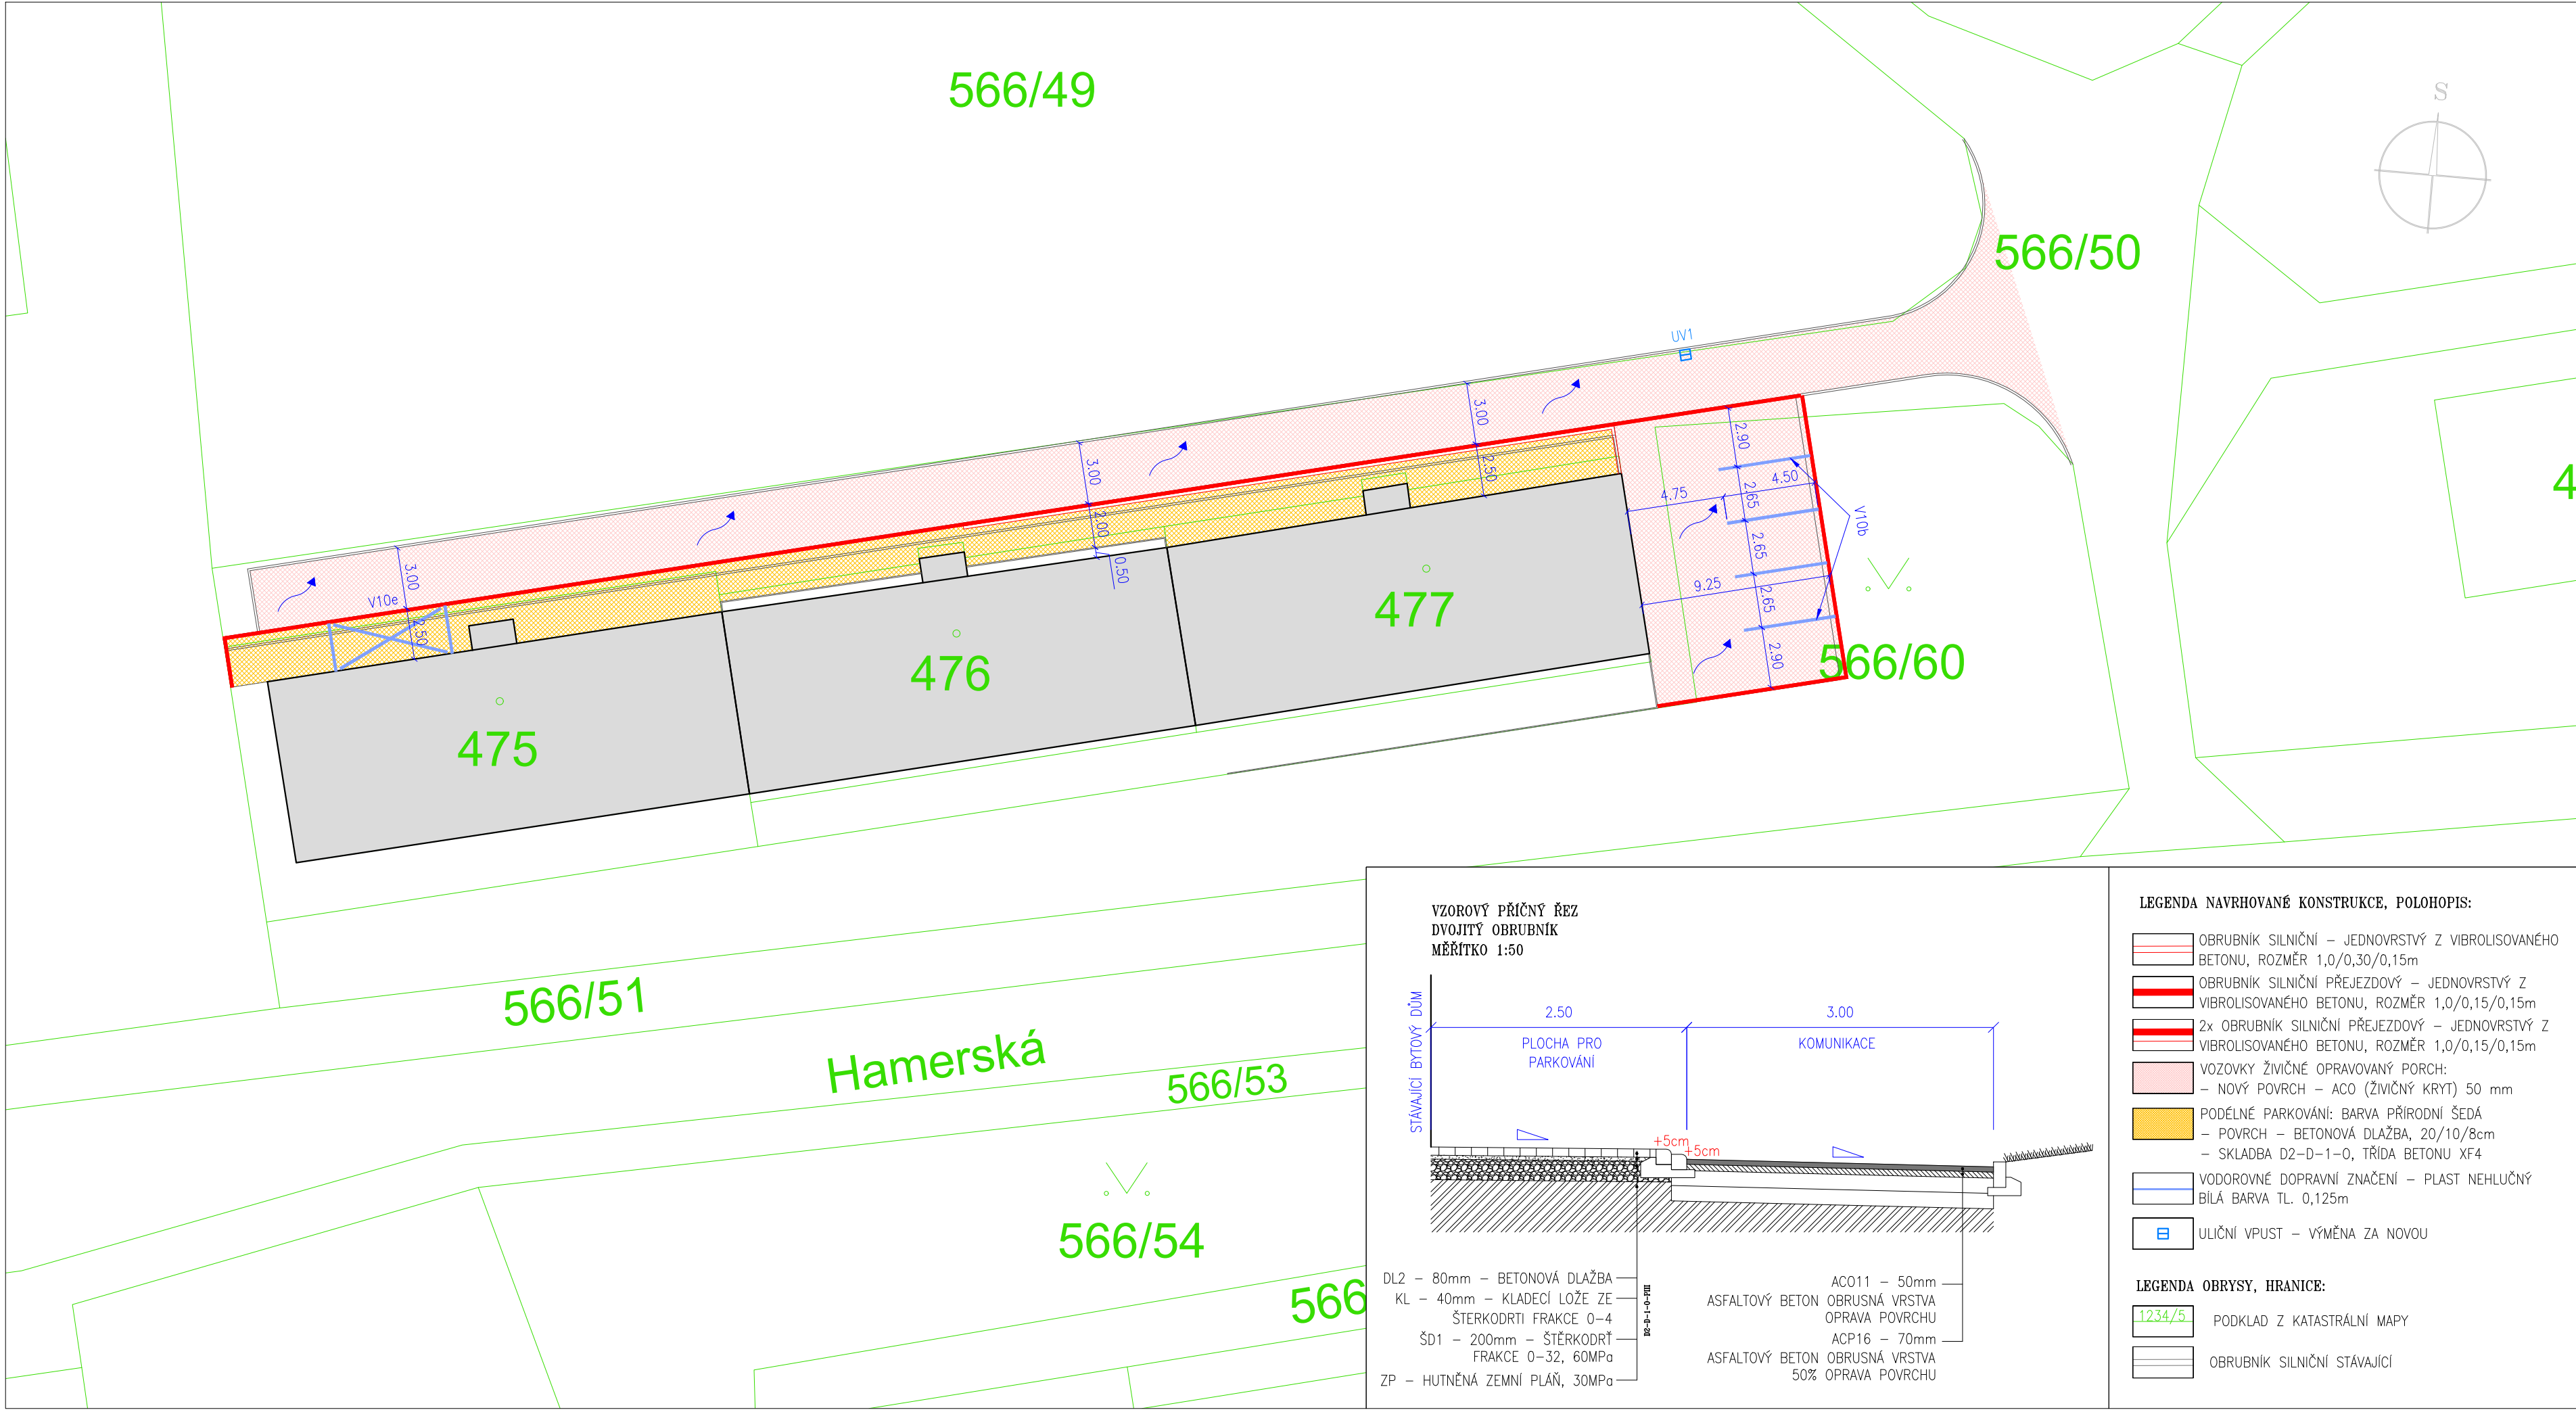 566/49
S
566/50
UV1
3.00
2.90
3.00
2.50
4.75
2.65
4.50
V10b
3.00
2.00
0.50
2.65
9.25
2.65
2.90
V10e
3.00
2.50
4
477
566/60
476
475
566/51
Hamerská
566/53
566/54
566
VZOROVÝ PŘÍČNÝ ŘEZ
DVOJITÝ OBRUBNÍK
MĚŘÍTKO 1:50
STÁVAJÍCÍ BYTOVÝ DŮM
2.50
3.00
PLOCHA PRO
PARKOVÁNÍ
KOMUNIKACE
+5cm
+5cm
DL2 – 80mm – BETONOVÁ DLAŽBA
KL – 40mm – KLADECÍ LOŽE ZE
ŠTERKODRTI FRAKCE 0–4
ŠD1 – 200mm – ŠTĚRKODRŤ
FRAKCE 0–32, 60MPa
ZP – HUTNĚNÁ ZEMNÍ PLÁŇ, 30MPa
D2-D-1-O-PIII
ACO11 – 50mm
ASFALTOVÝ BETON OBRUSNÁ VRSTVA
OPRAVA POVRCHU
ACP16 – 70mm
ASFALTOVÝ BETON OBRUSNÁ VRSTVA
50% OPRAVA POVRCHU
LEGENDA NAVRHOVANÉ KONSTRUKCE, POLOHOPIS:
OBRUBNÍK SILNIČNÍ – JEDNOVRSTVÝ Z VIBROLISOVANÉHO
BETONU, ROZMĚR 1,0/0,30/0,15m
OBRUBNÍK SILNIČNÍ PŘEJEZDOVÝ – JEDNOVRSTVÝ Z
VIBROLISOVANÉHO BETONU, ROZMĚR 1,0/0,15/0,15m
2x OBRUBNÍK SILNIČNÍ PŘEJEZDOVÝ – JEDNOVRSTVÝ Z
VIBROLISOVANÉHO BETONU, ROZMĚR 1,0/0,15/0,15m
VOZOVKY ŽIVIČNÉ OPRAVOVANÝ PORCH:
– NOVÝ POVRCH – ACO (ŽIVIČNÝ KRYT) 50 mm
PODÉLNÉ PARKOVÁNÍ: BARVA PŘÍRODNÍ ŠEDÁ
– POVRCH – BETONOVÁ DLAŽBA, 20/10/8cm
– SKLADBA D2–D–1–O, TŘÍDA BETONU XF4
VODOROVNÉ DOPRAVNÍ ZNAČENÍ – PLAST NEHLUČNÝ
BÍLÁ BARVA TL. 0,125m
ULIČNÍ VPUST – VÝMĚNA ZA NOVOU
LEGENDA OBRYSY, HRANICE:
1234/5
PODKLAD Z KATASTRÁLNÍ MAPY
OBRUBNÍK SILNIČNÍ STÁVAJÍCÍ